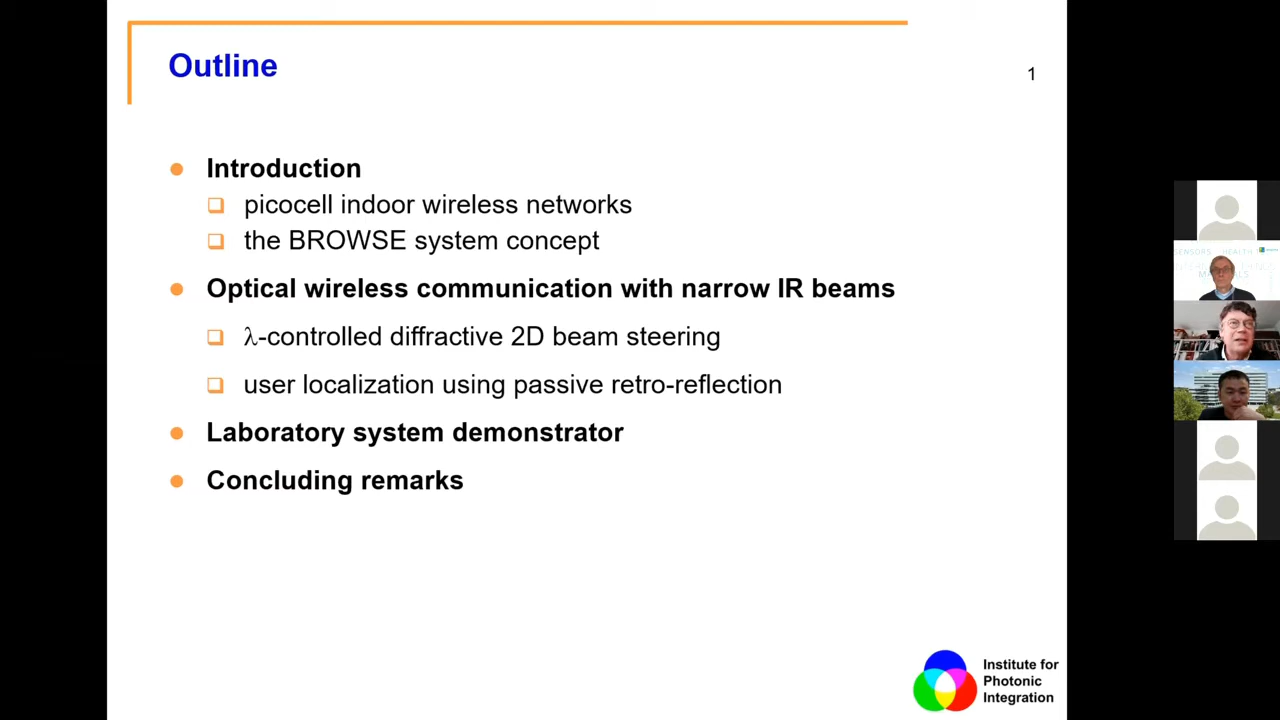 Outline
1
Introduction
picocell indoor wireless networks
the BROWSE system concept
Optical wireless communication with narrow IR beams
λ-controlled diffractive 2D beam steering
user localization using passive retro-reflection
Laboratory system demonstrator
Concluding remarks
Institute for
Photonic
Integration
SENSORS HEALTH